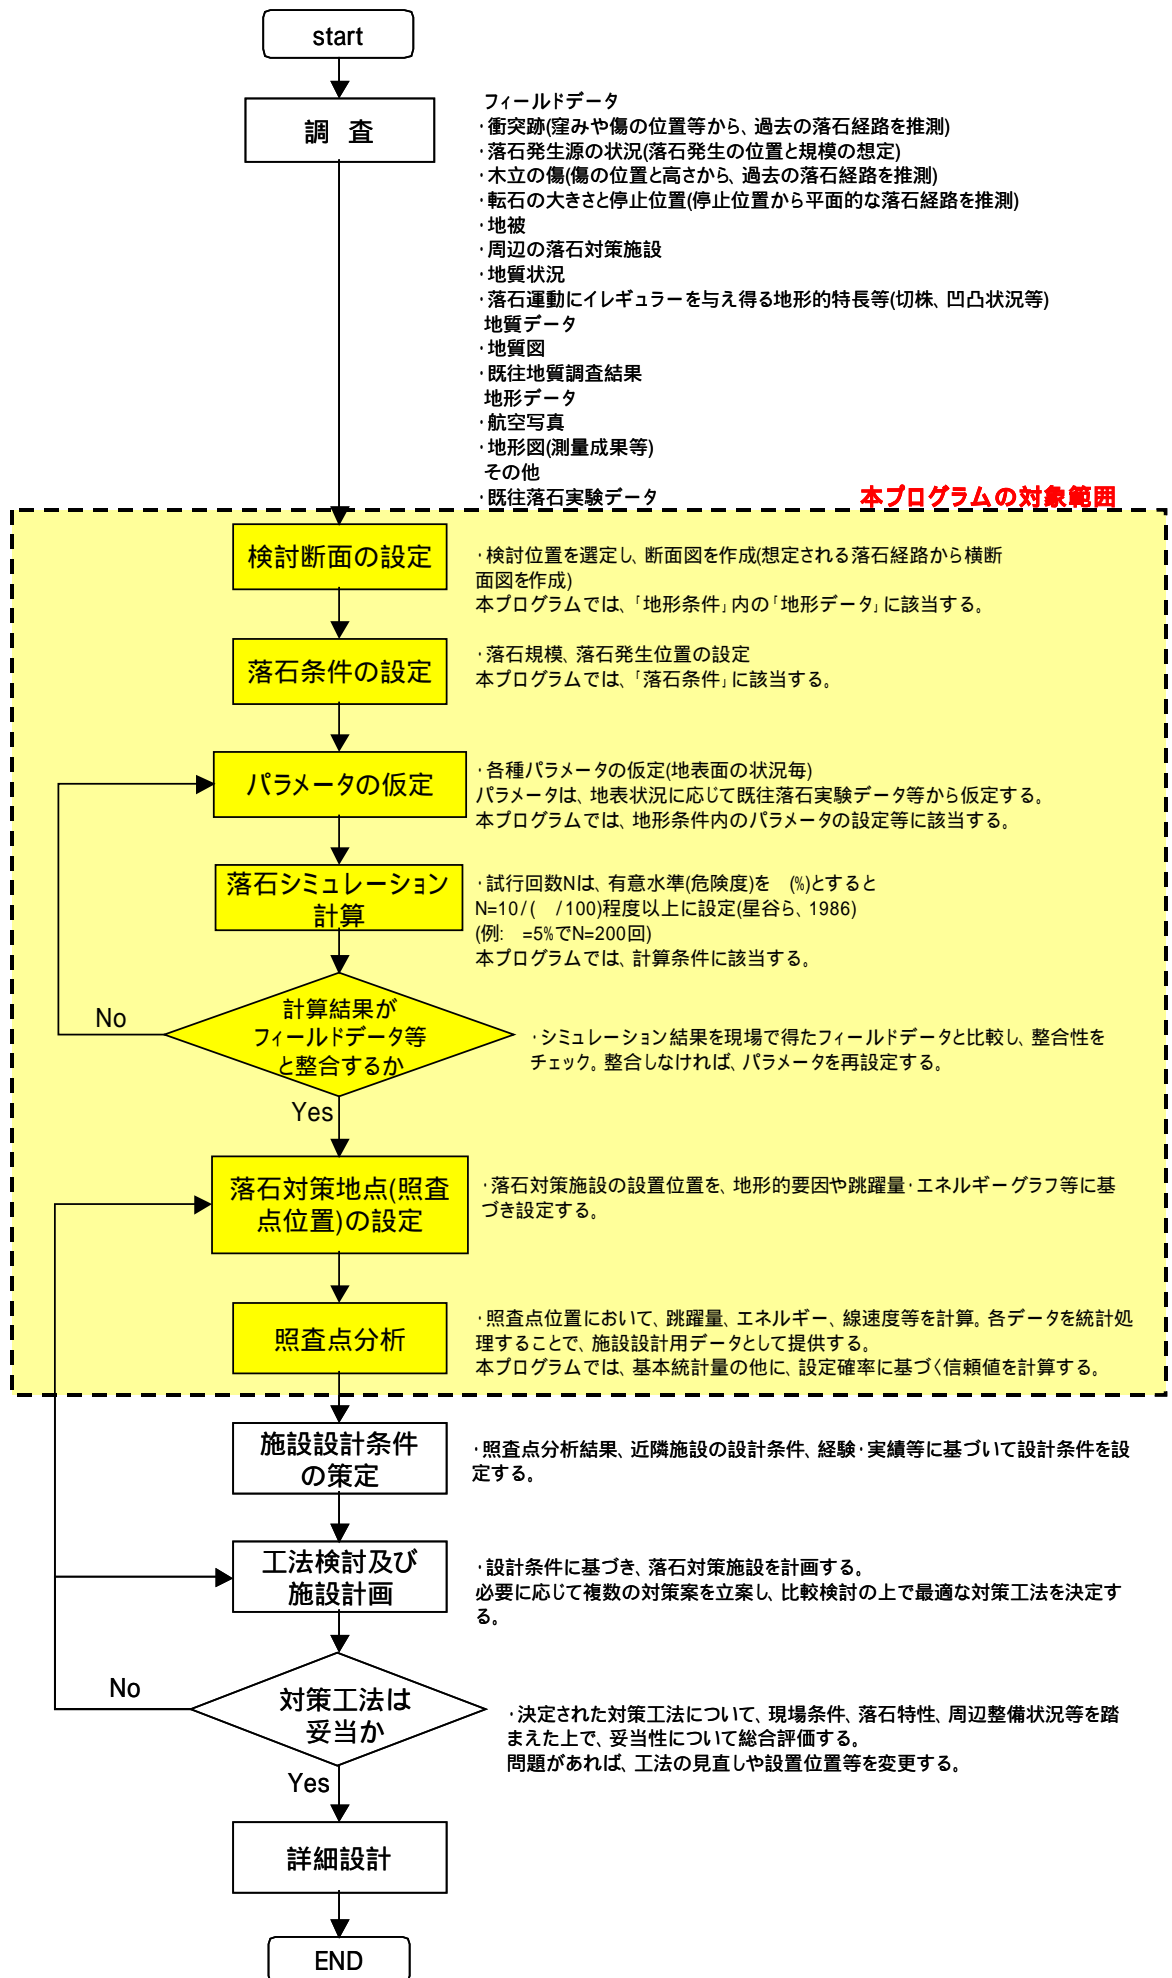 start
調 査
フィールドデータ
・衝突跡(窪みや傷の位置等から、過去の落石経路を推測)
・落石発生源の状況(落石発生の位置と規模の想定)
・木立の傷(傷の位置と高さから、過去の落石経路を推測)
・転石の大きさと停止位置(停止位置から平面的な落石経路を推測)
・地被
・周辺の落石対策施設
・地質状況
・落石運動にイレギュラーを与え得る地形的特長等(切株、凹凸状況等)
地質データ
・地質図
・既往地質調査結果
地形データ
・航空写真
・地形図(測量成果等)
その他
・既往落石実験データ
本プログラムの対象範囲
検討断面の設定
・検討位置を選定し、断面図を作成(想定される落石経路から横断
面図を作成)
本プログラムでは、「地形条件」内の「地形データ」に該当する。
落石条件の設定
・落石規模、落石発生位置の設定
本プログラムでは、「落石条件」に該当する。
パラメータの仮定
・各種パラメータの仮定(地表面の状況毎)
パラメータは、地表状況に応じて既往落石実験データ等から仮定する。
本プログラムでは、地形条件内のパラメータの設定等に該当する。
落石シミュレーション
計算
・試行回数Nは、有意水準(危険度)を (%)とすると
N=10/( /100)程度以上に設定(星谷ら、1986)
(例: =5%でN=200回)
本プログラムでは、計算条件に該当する。
計算結果が
フィールドデータ等
と整合するか
No
・シミュレーション結果を現場で得たフィールドデータと比較し、整合性を
チェック。整合しなければ、パラメータを再設定する。
Yes
落石対策地点(照査
点位置)の設定
・落石対策施設の設置位置を、地形的要因や跳躍量・エネルギーグラフ等に基
づき設定する。
照査点分析
・照査点位置において、跳躍量、エネルギー、線速度等を計算。各データを統計処
理することで、施設設計用データとして提供する。
本プログラムでは、基本統計量の他に、設定確率に基づく信頼値を計算する。
施設設計条件
の策定
・照査点分析結果、近隣施設の設計条件、経験・実績等に基づいて設計条件を設
定する。
工法検討及び
施設計画
・設計条件に基づき、落石対策施設を計画する。
必要に応じて複数の対策案を立案し、比較検討の上で最適な対策工法を決定す
る。
対策工法は
妥当か
No
・決定された対策工法について、現場条件、落石特性、周辺整備状況等を踏
まえた上で、妥当性について総合評価する。
問題があれば、工法の見直しや設置位置等を変更する。
Yes
詳細設計
END